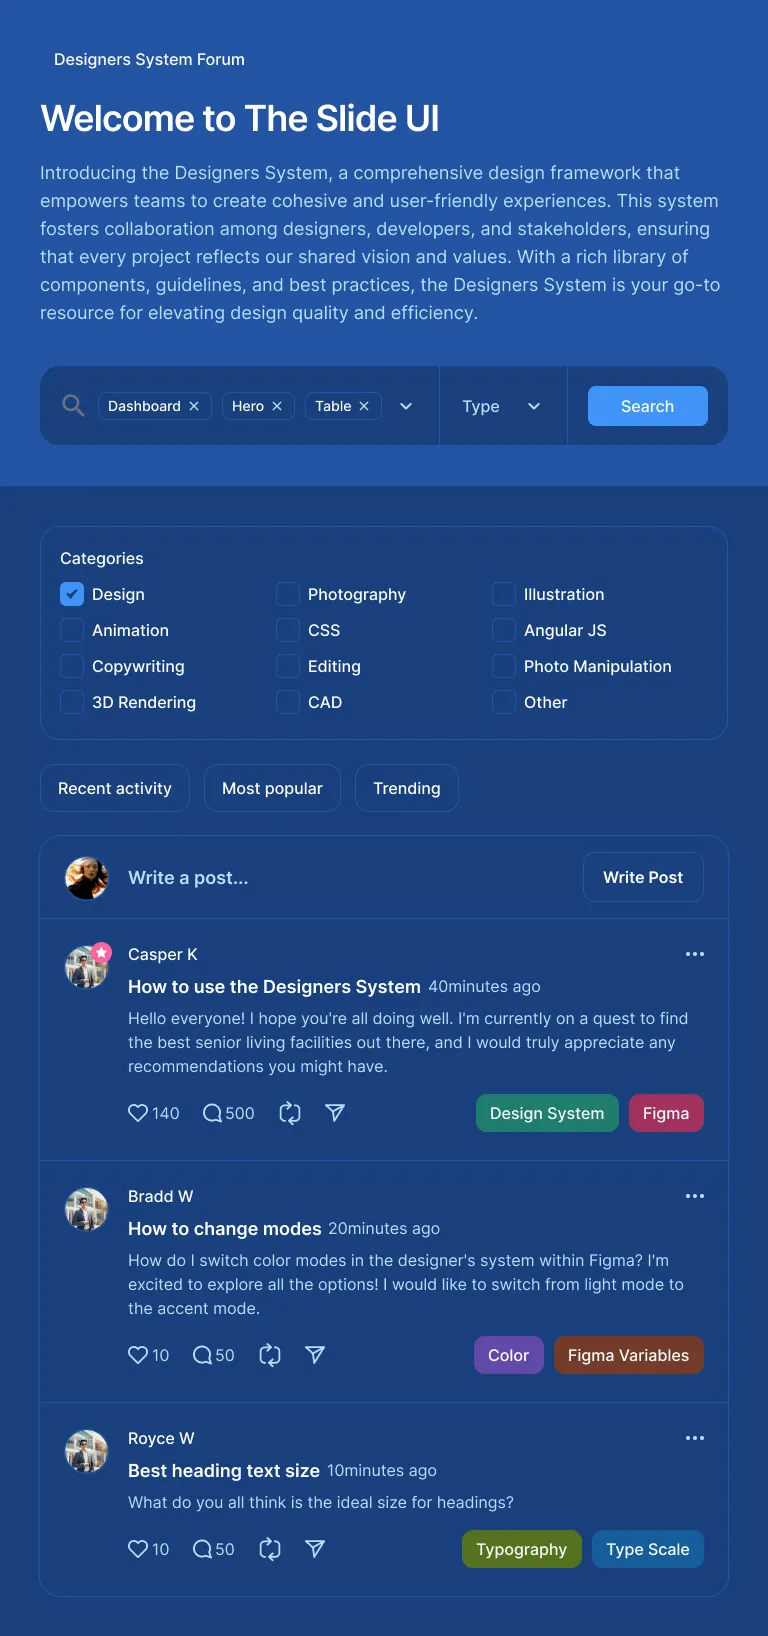 Designers System Forum
Welcome to The Slide UI
Introducing the Designers System, a comprehensive design framework that
empowers teams to create cohesive and user-friendly experiences. This system
fosters collaboration among designers, developers, and stakeholders, ensuring
that every project reflects our shared vision and values. With a rich library of
components, guidelines, and best practices, the Designers System is your go-to
resource for elevating design quality and efficiency.
Dashboard Hero Table Type Search
Categories
Design Photography Illustration
Animation CSS Angular JS
Copywriting Editing Photo Manipulation
3D Rendering CAD Other
Recent activity Most popular Trending
Write a post... Write Post
Casper K
How to use the Designers System 40minutes ago
Hello everyone! I hope you're all doing well. I'm currently on a quest to find
the best senior living facilities out there, and I would truly appreciate any
recommendations you might have.
140 500 Design System Figma
Bradd W
How to change modes 20minutes ago
How do I switch color modes in the designer's system within Figma? I'm
excited to explore all the options! I would like to switch from light mode to
the accent mode.
10 50 Color Figma Variables
Royce W
Best heading text size 10minutes ago
What do you all think is the ideal size for headings?
10 50 Typography Type Scale